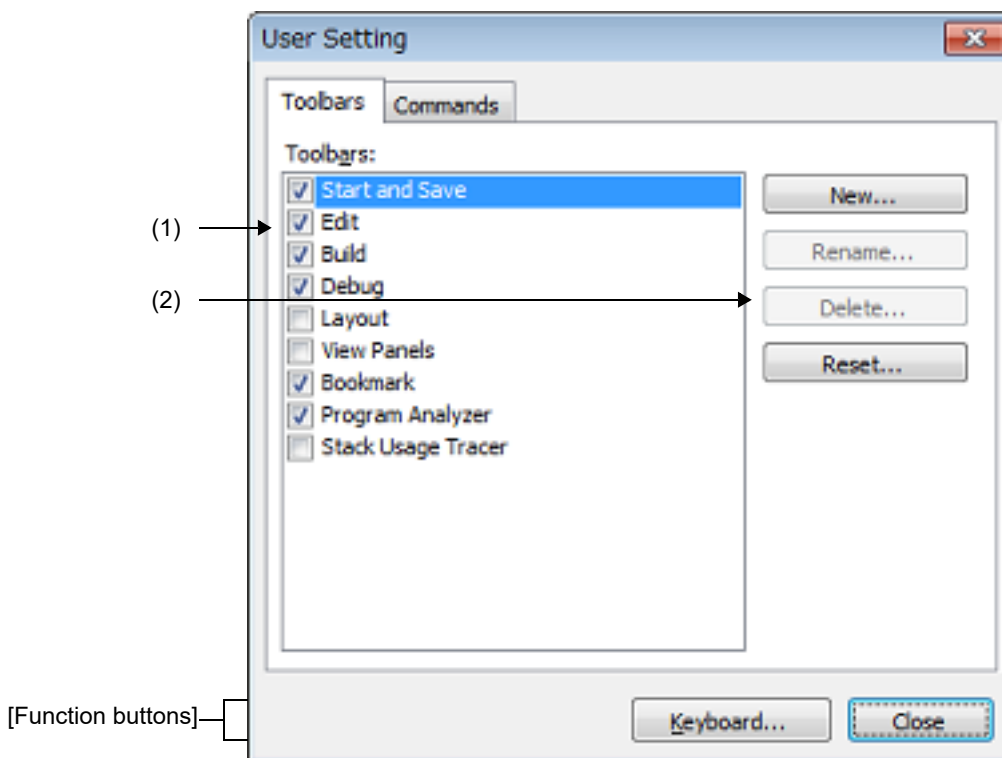 User Setting
Toolbars Commands
Toolbars:
Start and Save
New...
(1)
Edit
Build
Rename...
(2)
Debug
Delete...
Layout
View Panels
Reset...
Bookmark
Program Analyzer
Stack Usage Tracer
[Function buttons]
Keyboard... Close